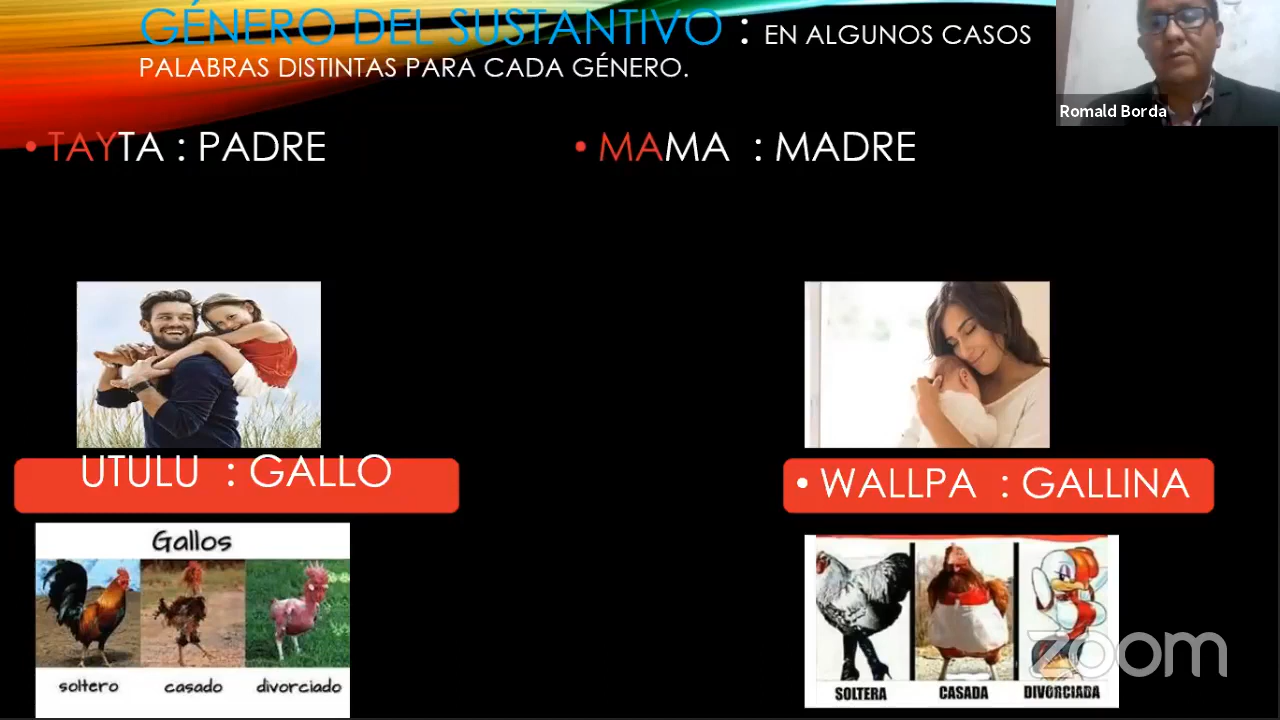 GÉNERO DEL SUSTANTIVO : EN ALGUNOS CASOS
PALABRAS DISTINTAS PARA CADA GÉNERO.
Romald Borda
• TAYTA : PADRE
• MAMA : MADRE
UTULU : GALLO
• WALLPA : GALLINA
Gallos
soltero casado divorciado
SOLTERA CASADA DIVORCIADA
zoom